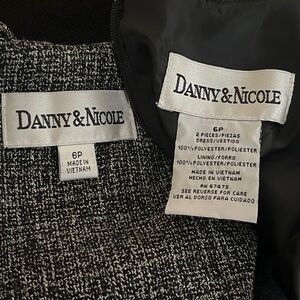 DANNY & NICOLE
6P
MADE IN
VIETNAM
DANNY & NICOLE
6P
2 PIECES/PIEZAS
DRESS/VESTIDO
100% POLYESTER/POLIESTER
LINING/FORRO
100% POLYESTER/POLIESTER
MADE IN VIETNAM
HECHO EN VIETNAM
RN 67473
SEE REVERSE FOR CARE
VER AL DORSO PARA CUIDADO